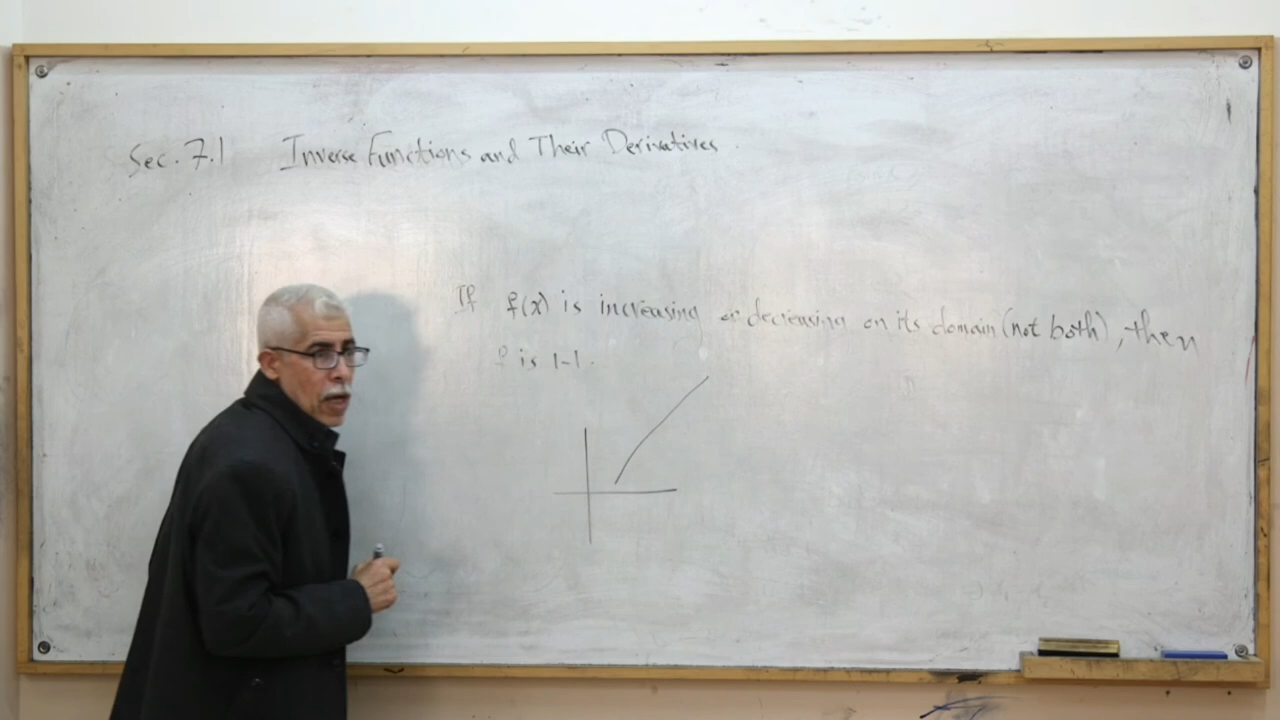 Sec. 7.1 Inverse Functions and Their Derivatives
If f(x) is increasing or decreasing on its domain (not both), then
f is 1-1.